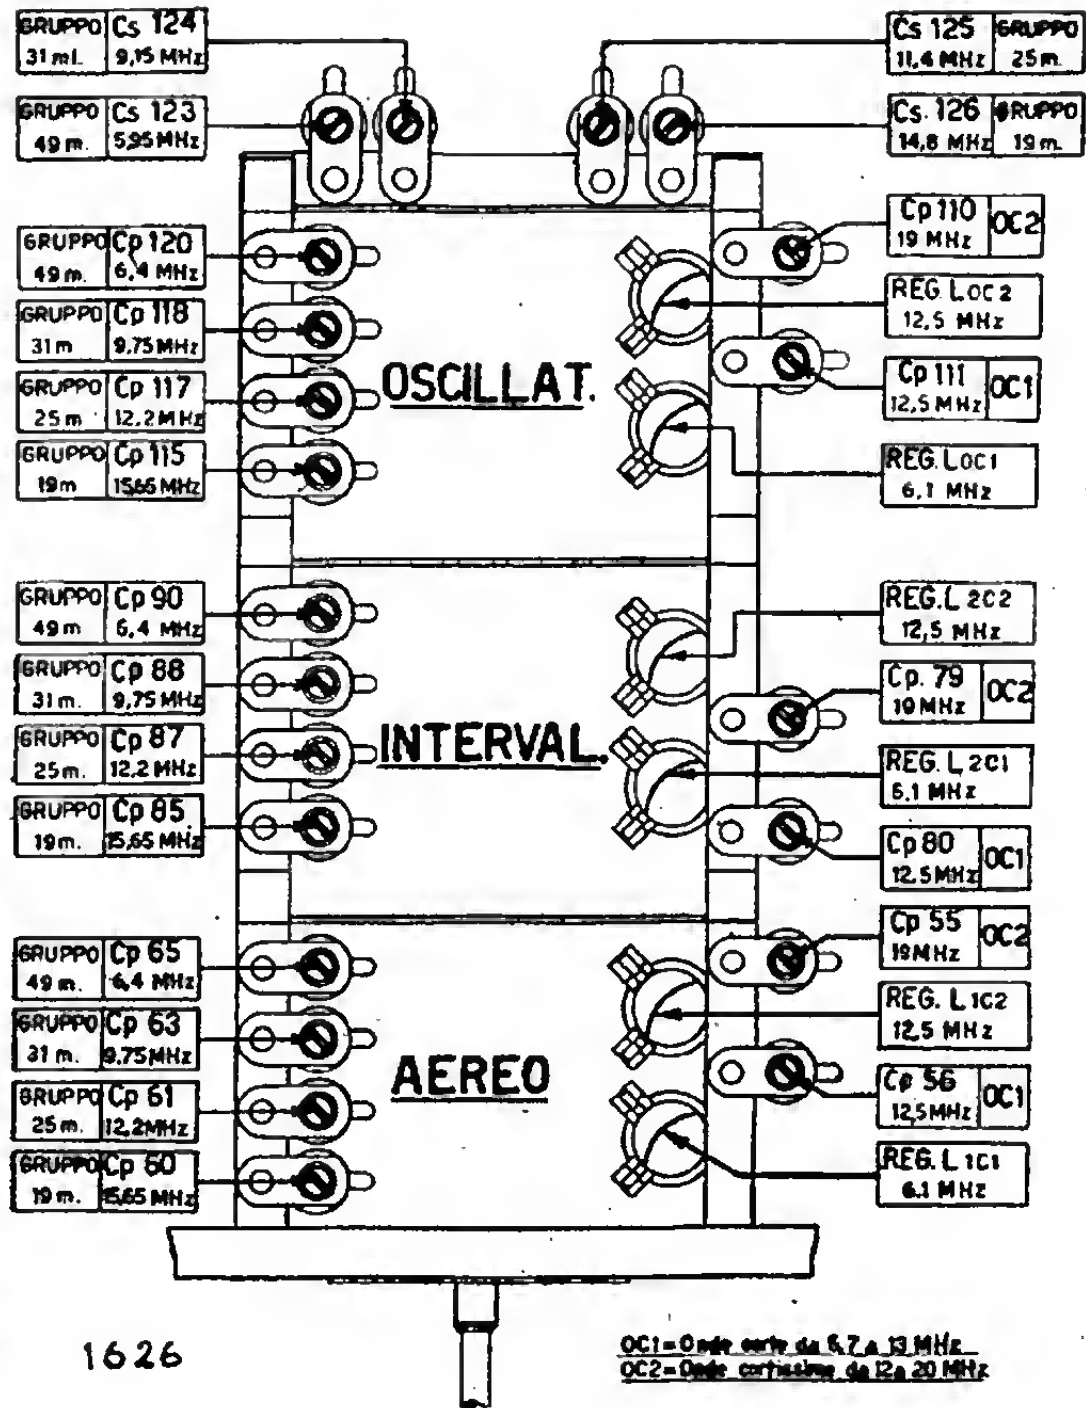 GRUPPO Cs 124
31 ml. 9,15 MHz
GRUPPO Cs 123
49 m. 5,95 MHz
Cs 125 GRUPPO
11,4 MHz 25 m.
Cs. 126 GRUPPO
14,8 MHz 19 m.
GRUPPO Cp 120
49 m. 6,4 MHz
GRUPPO Cp 118
31 m 9,75 MHz
GRUPPO Cp 117
25 m 12,2 MHz
GRUPPO Cp 115
19 m 15,65 MHz
OSCILLAT.
Cp 110 OC2
19 MHz
REG. LOC2
12,5 MHz
Cp 111 OC1
12,5 MHz
REG. LOC1
6,1 MHz
GRUPPO Cp 90
49 m 6,4 MHz
GRUPPO Cp 88
31 m. 9,75 MHz
GRUPPO Cp 87
25 m. 12,2 MHz
GRUPPO Cp 85
19 m. 15,65 MHz
INTERVAL.
REG. L 2C2
12,5 MHz
Cp. 79 OC2
19 MHz
REG. L 2C1
6.1 MHz
Cp 80 OC1
12,5 MHz
GRUPPO Cp 65
49 m. 6,4 MHz
GRUPPO Cp 63
31 m. 9,75 MHz
GRUPPO Cp 61
25 m. 12,2 MHz
GRUPPO Cp 60
19 m. 15,65 MHz
AEREO
Cp 55 OC2
19 MHz
REG. L 1C2
12,5 MHz
Cp 56 OC1
12,5 MHz
REG. L 1C1
6.1 MHz
1626
OC1=Onde corte da 5,7 a 13 MHz
OC2=Onde cortissime da 12 a 20 MHz